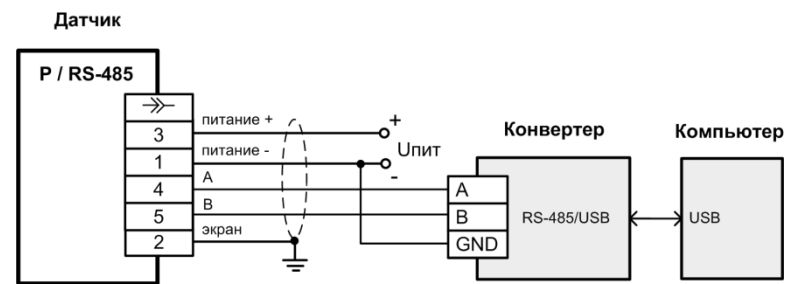 Датчик
P / RS-485
3
питание +
+
1
питание -
Uпит
-
4
A
5
B
2
экран
Конвертер
A
B
GND
RS-485/USB
Компьютер
USB